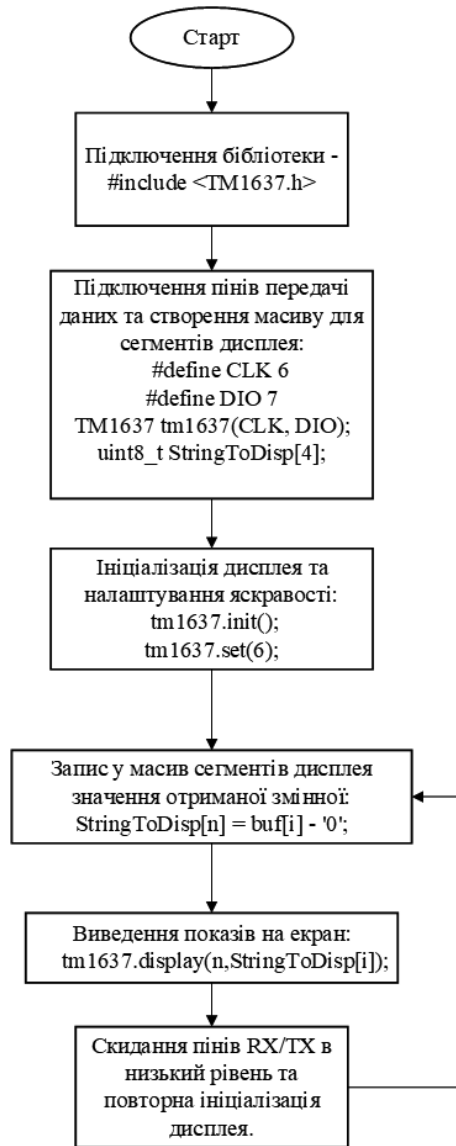 Старт
Підключення бібліотеки -
#include <TM1637.h>
Підключення пінів передачі
даних та створення масиву для
сегментів дисплея:
#define CLK 6
#define DIO 7
TM1637 tm1637(CLK, DIO);
uint8_t StringToDisp[4];
Ініціалізація дисплея та
налаштування яскравості:
tm1637.init();
tm1637.set(6);
Запис у масив сегментів дисплея
значення отриманої змінної:
StringToDisp[n] = buf[i] - '0';
Виведення показів на екран:
tm1637.display(n,StringToDisp[i]);
Скидання пінів RX/TX в
низький рівень та
повторна ініціалізація
дисплея.